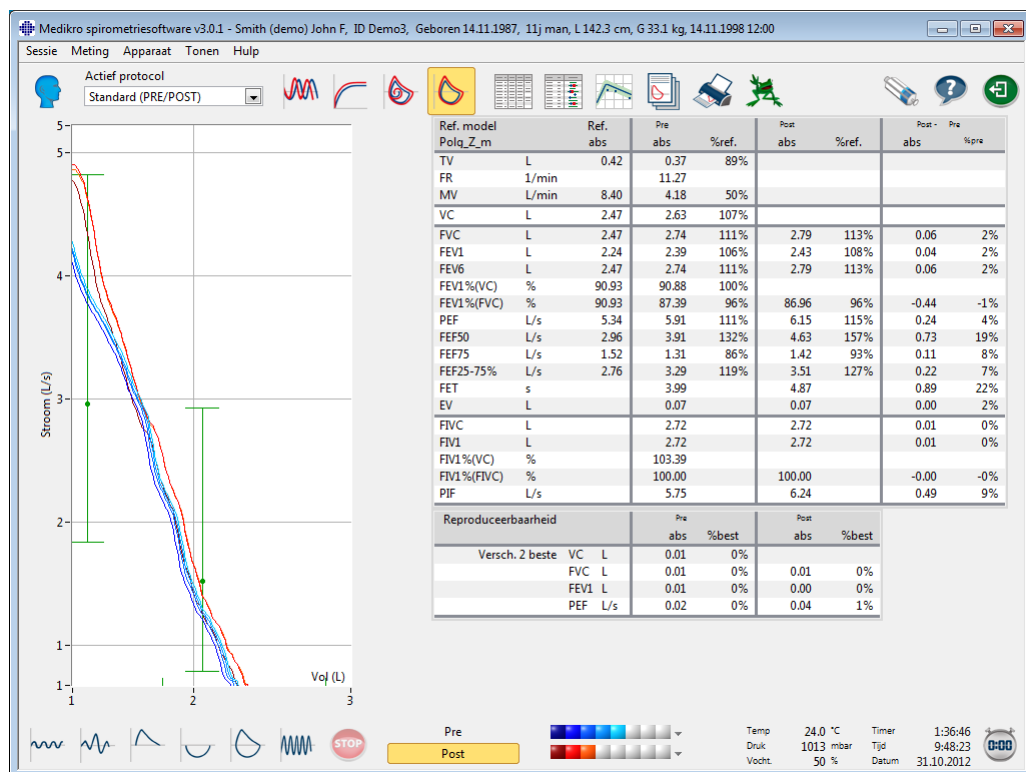 Medikro spirometriesoftware v3.0.1 - Smith (demo) John F, ID Demo3, Geboren 14.11.1987, 11j man, L 142.3 cm, G 33.1 kg, 14.11.1998 12:00
Sessie Meting Apparaat Tonen Hulp
Actief protocol
Standard (PRE/POST)
Ref. model Ref. Pre Post Post - Pre
Polg_Z_m abs abs %ref. abs %ref. abs %pre
TV L 0.42 0.37 89%
FR 1/min 11.27
MV L/min 8.40 4.18 50%
VC L 2.47 2.63 107%
FVC L 2.47 2.74 111% 2.79 113% 0.06 2%
FEV1 L 2.24 2.39 106% 2.43 108% 0.04 2%
FEV6 L 2.47 2.74 111% 2.79 113% 0.06 2%
FEV1%(VC) % 90.93 90.88 100%
FEV1%(FVC) % 90.93 87.39 96% 86.96 96% -0.44 -1%
PEF L/s 5.34 5.91 111% 6.15 115% 0.24 4%
FEF50 L/s 2.96 3.91 132% 4.63 157% 0.73 19%
FEF75 L/s 1.52 1.31 86% 1.42 93% 0.11 8%
FEF25-75% L/s 2.76 3.29 119% 3.51 127% 0.22 7%
FET s 3.99 4.87 0.89 22%
EV L 0.07 0.07 0.00 2%
FIVC L 2.72 2.72 0.01 0%
FIV1 L 2.72 2.72 0.01 0%
FIV1%(VC) % 103.39
FIV1%(FIVC) % 100.00 100.00 -0.00 -0%
PIF L/s 5.75 6.24 0.49 9%
Reproduceerbaarheid Pre Post
abs %best abs %best
Versch. 2 beste VC L 0.01 0%
FVC L 0.01 0% 0.01 0%
FEV1 L 0.01 0% 0.00 0%
PEF L/s 0.02 0% 0.04 1%
5
5
4
3
2
1
1
Stroom (L/s)
Vol (L)
1 2 3
STOP
Pre
Post
Temp 24.0 °C Timer 1:36:46
Druk 1013 mbar Tijd 9:48:23
Vocht. 50 % Datum 31.10.2012
0:00